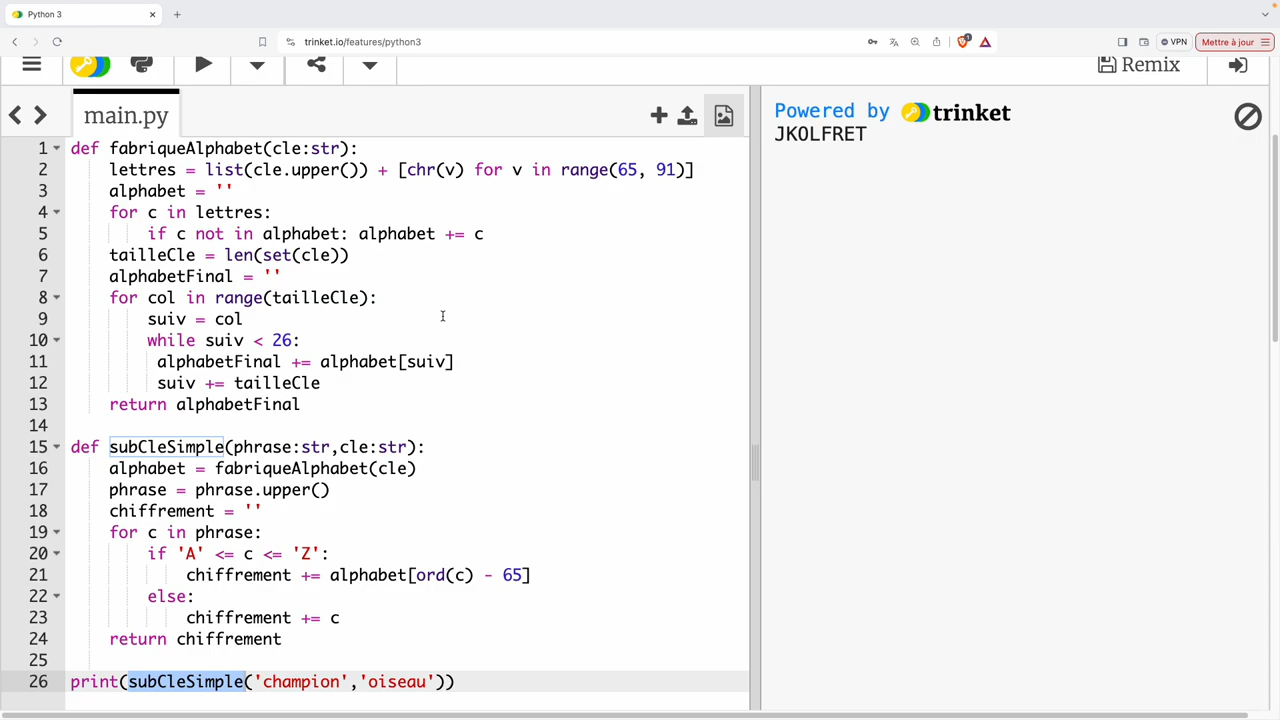 Python 3
trinket.io/features/python3
1
VPN
Mettre à jour
Remix
main.py
1 def fabriqueAlphabet(cle:str):
2 lettres = list(cle.upper()) + [chr(v) for v in range(65, 91)]
3 alphabet = ''
4 for c in lettres:
5 if c not in alphabet: alphabet += c
6 tailleCle = len(set(cle))
7 alphabetFinal = ''
8 for col in range(tailleCle):
9 suiv = col
10 while suiv < 26:
11 alphabetFinal += alphabet[suiv]
12 suiv += tailleCle
13 return alphabetFinal
14
15 def subCleSimple(phrase:str,cle:str):
16 alphabet = fabriqueAlphabet(cle)
17 phrase = phrase.upper()
18 chiffrement = ''
19 for c in phrase:
20 if 'A' <= c <= 'Z':
21 chiffrement += alphabet[ord(c) - 65]
22 else:
23 chiffrement += c
24 return chiffrement
25
26 print(subCleSimple('champion','oiseau'))
Powered by trinket
JKOLFRET